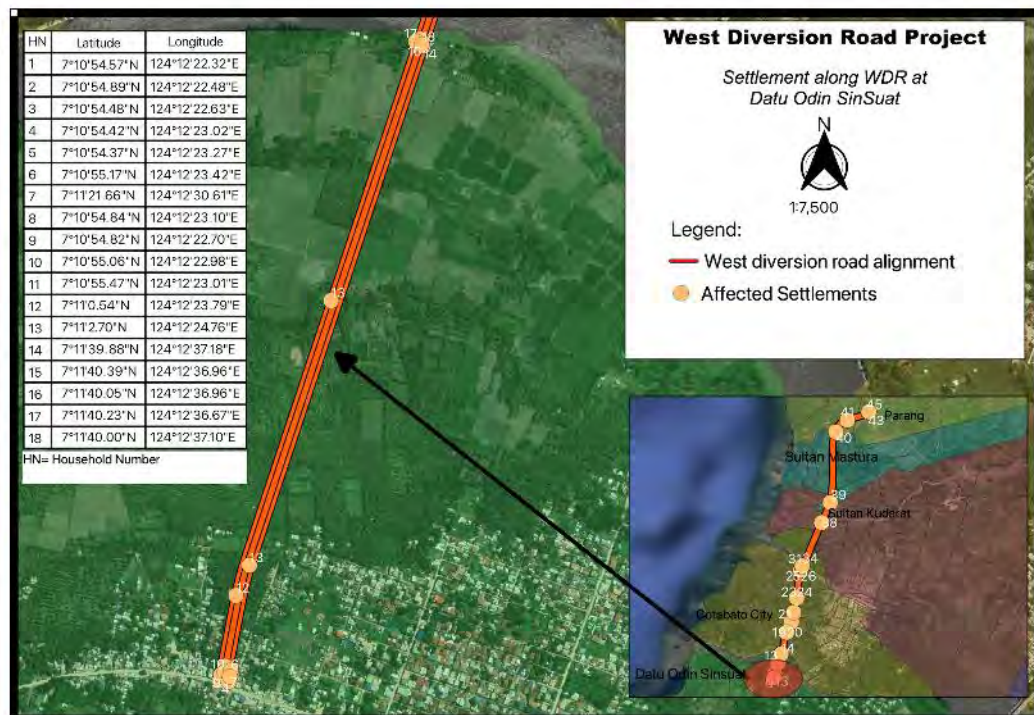 HN Latitude Longitude
1 7°10'54.57"N 124°12'22.32"E
2 7°10'54.89"N 124°12'22.48"E
3 7°10'54.48"N 124°12'22.63"E
4 7°10'54.42"N 124°12'23.02"E
5 7°10'54.37"N 124°12'23.27"E
6 7°10'55.17"N 124°12'23.42"E
7 7°11'21.66"N 124°12'30.61"E
8 7°10'54.84"N 124°12'23.10"E
9 7°10'54.82"N 124°12'22.70"E
10 7°10'55.06"N 124°12'22.98"E
11 7°10'55.47"N 124°12'23.01"E
12 7°11'0.54"N 124°12'23.79"E
13 7°11'2.70"N 124°12'24.76"E
14 7°11'39.88"N 124°12'37.18"E
15 7°11'40.39"N 124°12'36.96"E
16 7°11'40.05"N 124°12'36.96"E
17 7°11'40.23"N 124°12'36.67"E
18 7°11'40.00"N 124°12'37.10"E
HN= Household Number
West Diversion Road Project
Settlement along WDR at
Datu Odin SinSuat
N
1:7,500
Legend:
West diversion road alignment
Affected Settlements
17
13
13
12
45
41
43
Parang
40
Sultan Mastura
39
Sultan Kudarat
38
Cotabato City
Datu Odin Sinsuat